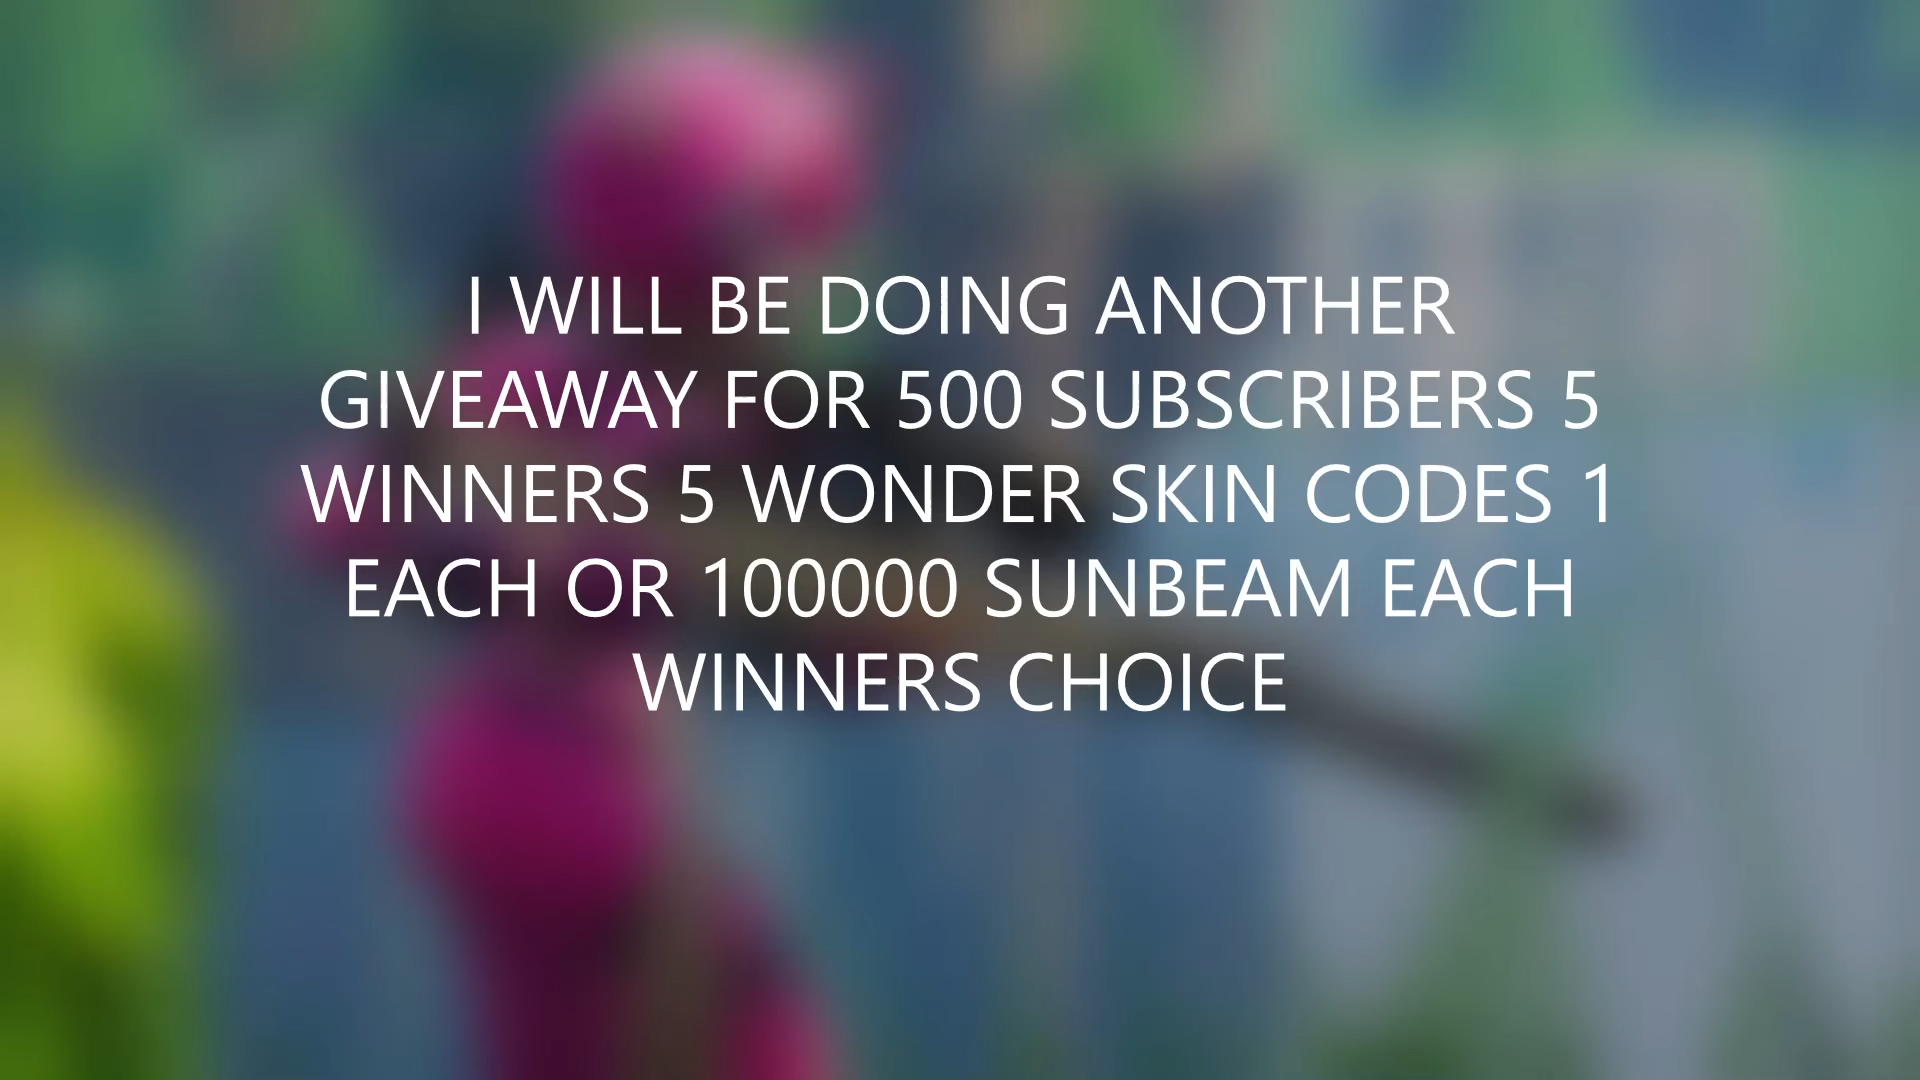 I WILL BE DOING ANOTHER
GIVEAWAY FOR 500 SUBSCRIBERS 5
WINNERS 5 WONDER SKIN CODES 1
EACH OR 100000 SUNBEAM EACH
WINNERS CHOICE